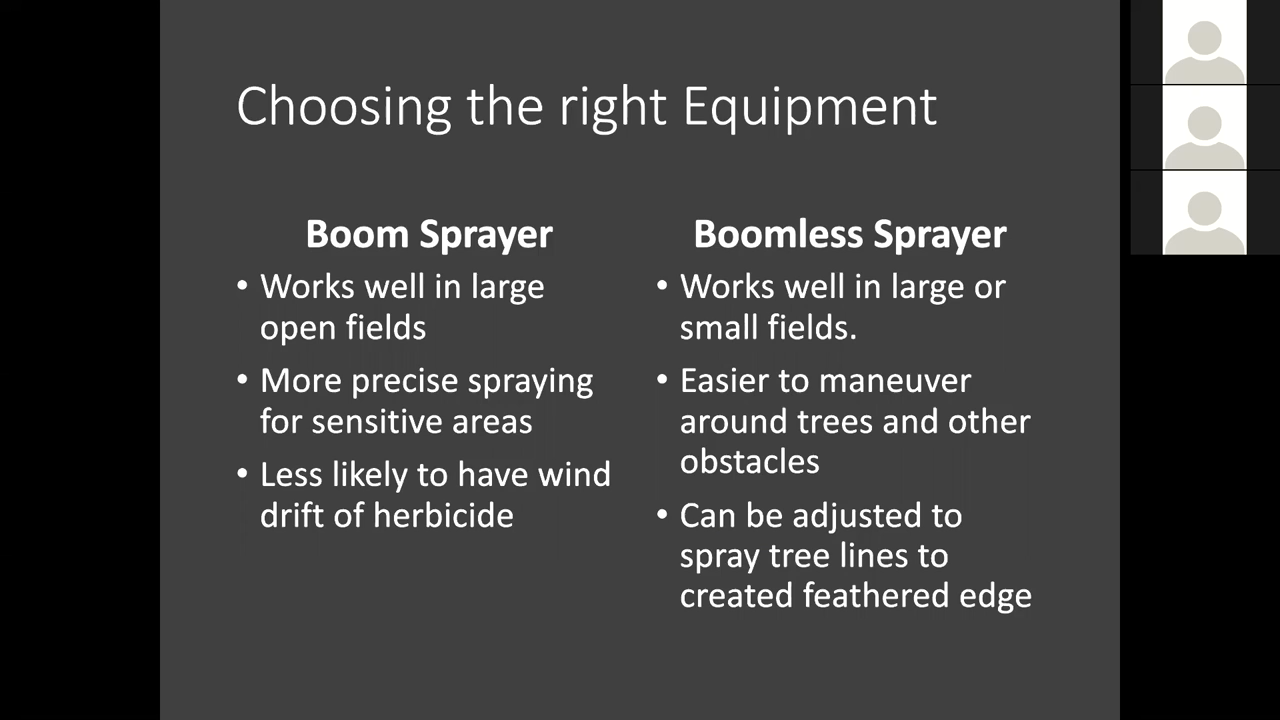 Choosing the right Equipment
Boom Sprayer
• Works well in large
open fields
• More precise spraying
for sensitive areas
• Less likely to have wind
drift of herbicide
Boomless Sprayer
• Works well in large or
small fields.
• Easier to maneuver
around trees and other
obstacles
• Can be adjusted to
spray tree lines to
created feathered edge